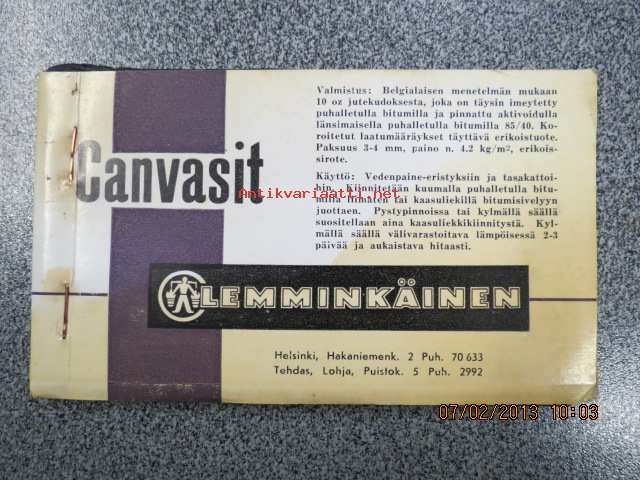 Valmistus: Belgialaisen menetelmän mukaan
10 oz jutekudoksesta, joka on täysin imeytetty
puhalletulla bitumilla ja pinnattu aktivoidulla
länsimaisella puhalletulla bitumilla 85/40. Ko-
roitetut laatumääräykset täyttävä erikoistuote.
Paksuus 3-4 mm, paino n. 4.2 kg/m², erikois-
sirote.
Canvasit
Käyttö: Vedenpaine-eristyksiin ja tasakattoi-
hin. Kiinnitetään kuumalla puhalletulla bitu-
milla liimaten tai kaasuliekillä bitumisivelyyn
juottaen. Pystypinnoissa tai kylmällä säällä
suositellaan aina kaasuliekkikiinnitystä. Kyl-
mällä säällä välivarastoitava lämpöisessä 2-3
päivää ja aukaistava hitaasti.
Antikvariaatti.net
LEMMINKÄINEN
Helsinki, Hakaniemenk. 2 Puh. 70 633
Tehdas, Lohja, Puistok. 5 Puh. 2992
07/02/2013 10:03